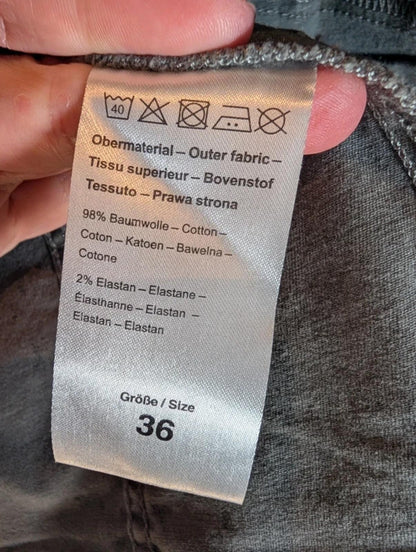 40
Obermaterial – Outer fabric –
Tissu superieur – Bovenstof
Tessuto – Prawa strona
98% Baumwolle – Cotton –
Coton – Katoen – Bawelna –
Cotone
2% Elastan – Elastane –
Élasthanne – Elastan –
Elastan – Elastan
Größe / Size
36